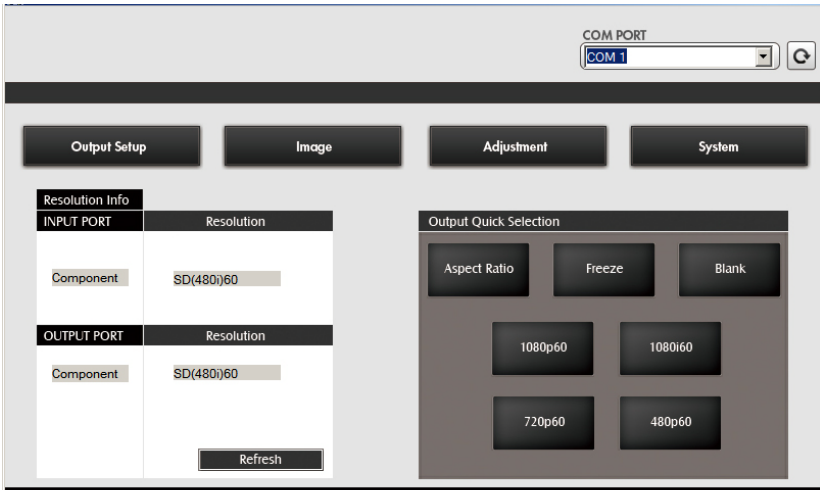 COM PORT
COM 1
Output Setup
Image
Adjustment
System
Resolution Info
INPUT PORT
Resolution
Component
SD(480i)60
OUTPUT PORT
Resolution
Component
SD(480i)60
Refresh
Output Quick Selection
Aspect Ratio
Freeze
Blank
1080p60
1080i60
720p60
480p60